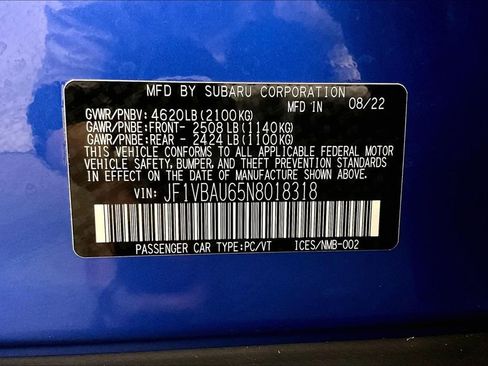 MFD BY SUBARU CORPORATION
MFD IN 08/22
GVWR/PNBV: 4620LB(2100KG)
GAWR/PNBE:FRONT- 2508LB(1140KG)
GAWR/PNBE:REAR - 2424LB(1100KG)
THIS VEHICLE CONFORMS TO ALL APPLICABLE FEDERAL MOTOR
VEHICLE SAFETY, BUMPER, AND THEFT PREVENTION STANDARDS
IN EFFECT ON THE DATE OF MANUFACTURE SHOWN ABOVE.
VIN: JF1VBAU65N8018318
PASSENGER CAR TYPE:PC/VT ICES/NMB-002